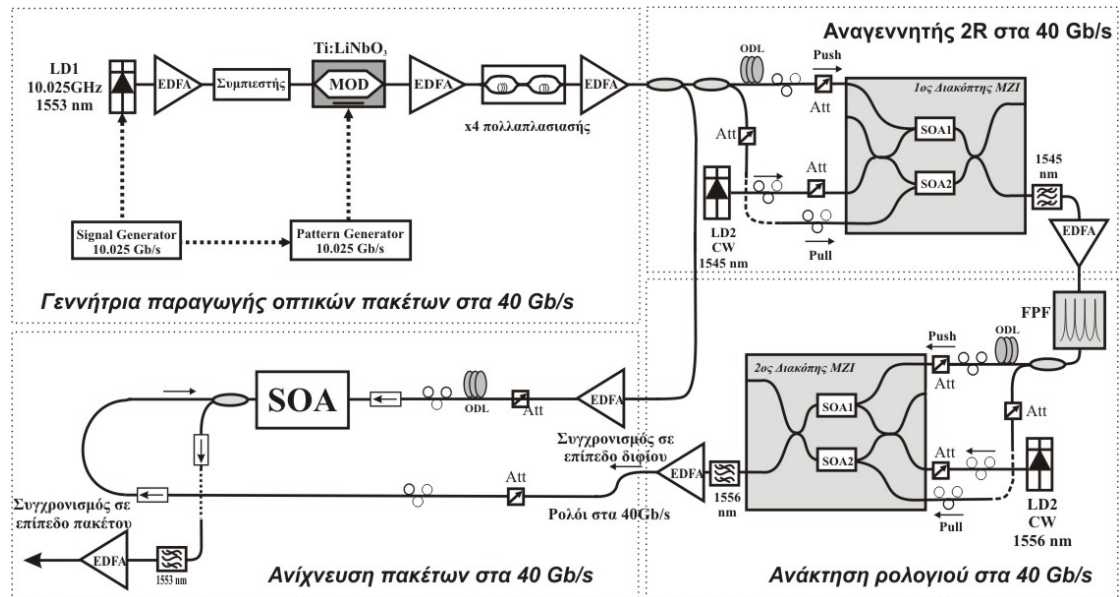 LD1
10.025GHz
1553 nm
EDFA
Συμπιεστής
Ti:LiNbO3
MOD
EDFA
x4 πολλαπλασιασής
EDFA
Signal Generator
10.025 Gb/s
Pattern Generator
10.025 Gb/s
Γεννήτρια παραγωγής οπτικών πακέτων στα 40 Gb/s
Αναγεννητής 2R στα 40 Gb/s
ODL
Push
Att
1ος Διακόπτης MZI
SOA1
SOA2
Att
Att
LD2
CW
1545 nm
Pull
1545
nm
EDFA
FPF
ODL
Push
Att
2ος Διακόπης MZI
SOA1
SOA2
Att
Att
Pull
LD2
CW
1556 nm
1556
nm
EDFA
Ανάκτηση ρολογιού στα 40 Gb/s
SOA
ODL
Att
EDFA
Συγχρονισμός σε
επίπεδο διφίου
Att
Ρολόι στα 40Gb/s
Συγχρονισμός σε
επίπεδο πακέτου
EDFA
1553 nm
Ανίχνευση πακέτων στα 40 Gb/s